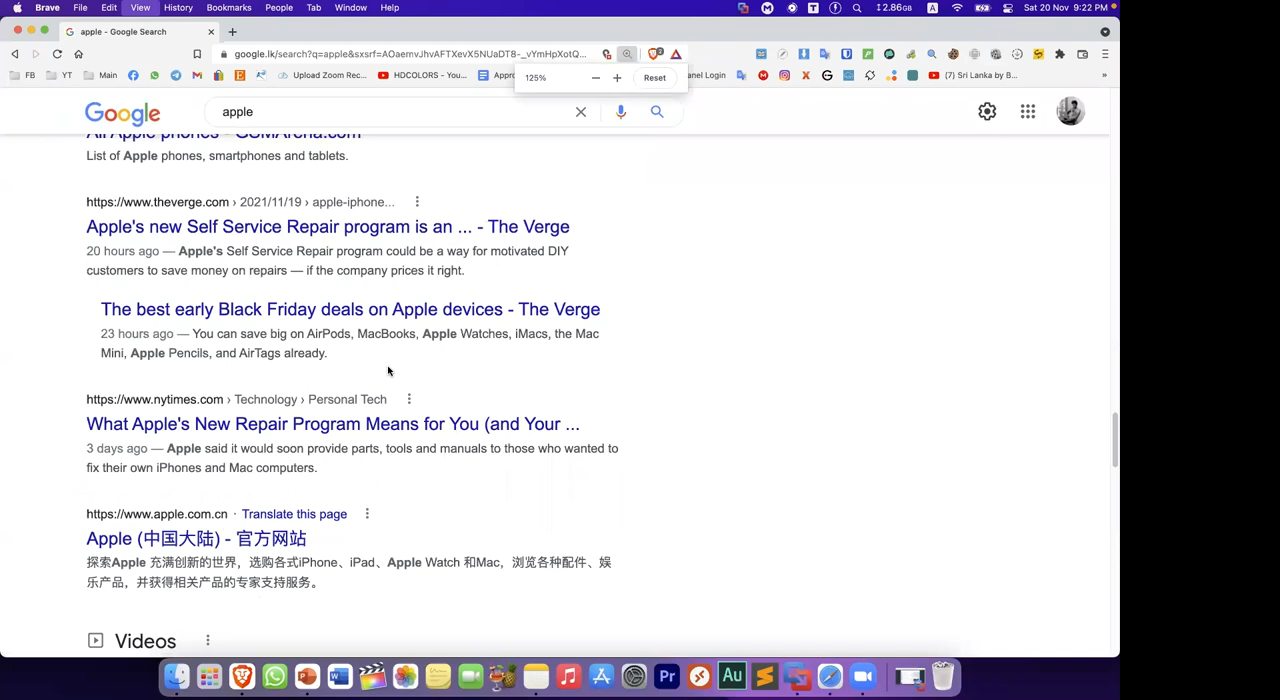 Brave File Edit View History Bookmarks People Tab Window Help 2.86GB A Sat 20 Nov 9:22 PM
apple - Google Search
google.lk/search?q=apple&sxsrf=AOaemvJhvAFTXevX5NUaDT8-_vYmHpXotQ...
FB YT Main Upload Zoom Rec... HDCOLORS - You... (7) Sri Lanka by B... »
125% Reset
Google apple
All Apple phones - GSMArena.com
List of Apple phones, smartphones and tablets.
https://www.theverge.com › 2021/11/19 › apple-iphone...
Apple's new Self Service Repair program is an ... - The Verge
20 hours ago — Apple's Self Service Repair program could be a way for motivated DIY
customers to save money on repairs — if the company prices it right.
The best early Black Friday deals on Apple devices - The Verge
23 hours ago — You can save big on AirPods, MacBooks, Apple Watches, iMacs, the Mac
Mini, Apple Pencils, and AirTags already.
https://www.nytimes.com › Technology › Personal Tech
What Apple's New Repair Program Means for You (and Your ...
3 days ago — Apple said it would soon provide parts, tools and manuals to those who wanted to
fix their own iPhones and Mac computers.
https://www.apple.com.cn · Translate this page
Apple (中国大陆) - 官方网站
探索Apple 充满创新的世界，选购各式iPhone、iPad、Apple Watch 和Mac，浏览各种配件、娱
乐产品，并获得相关产品的专家支持服务。
Videos
Pr Au